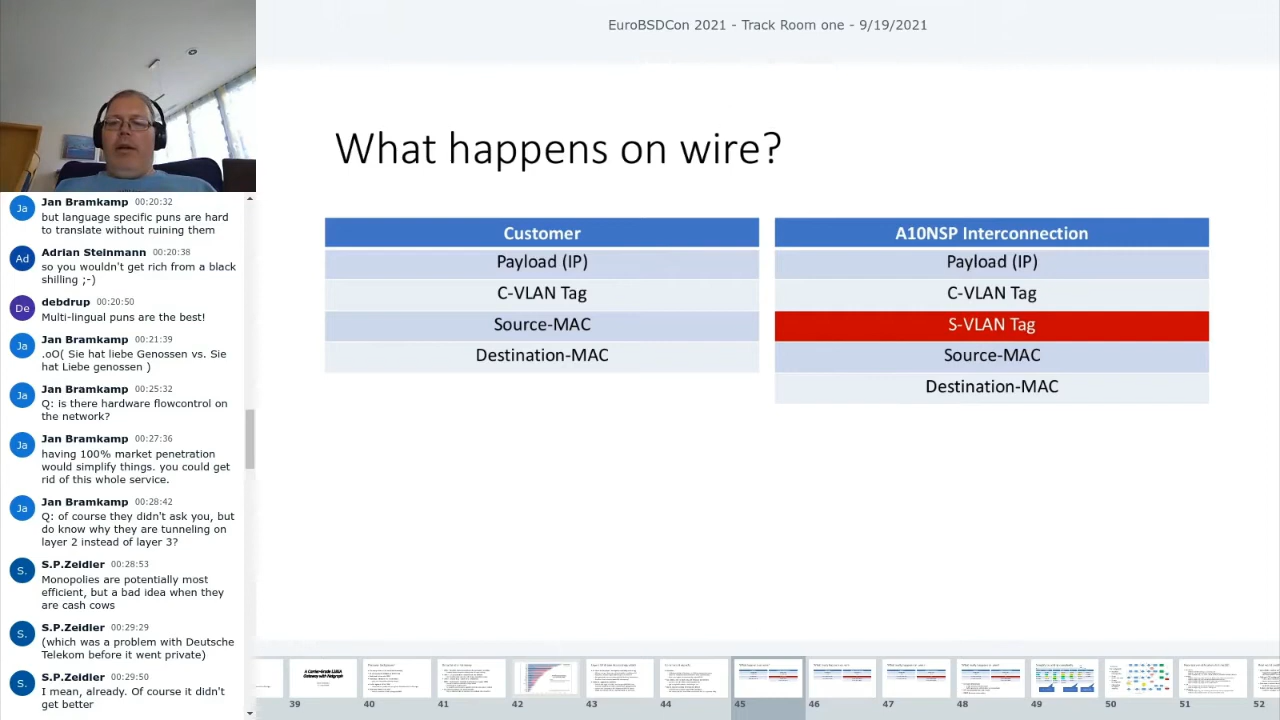 EuroBSDCon 2021 - Track Room one - 9/19/2021
Ja
Jan Bramkamp 00:20:32
but language specific puns are hard
to translate without ruining them
Ad
Adrian Steinmann 00:20:38
so you wouldn't get rich from a black
shilling ;-)
De
debdrup 00:20:50
Multi-lingual puns are the best!
Ja
Jan Bramkamp 00:21:39
.oO( Sie hat liebe Genossen vs. Sie
hat Liebe genossen )
Ja
Jan Bramkamp 00:25:32
Q: is there hardware flowcontrol on
the network?
Ja
Jan Bramkamp 00:27:36
having 100% market penetration
would simplify things. you could get
rid of this whole service.
Ja
Jan Bramkamp 00:28:42
Q: of course they didn't ask you, but
do know why they are tunneling on
layer 2 instead of layer 3?
S.
S.P.Zeidler 00:28:53
Monopolies are potentially most
efficient, but a bad idea when they
are cash cows
S.
S.P.Zeidler 00:29:29
(which was a problem with Deutsche
Telekom before it went private)
S.
S.P.Zeidler 00:29:50
I mean, already. Of course it didn't
get better
What happens on wire?
Customer
Payload (IP)
C-VLAN Tag
Source-MAC
Destination-MAC
A10NSP Interconnection
Payload (IP)
C-VLAN Tag
S-VLAN Tag
Source-MAC
Destination-MAC
39 40 41 42 43 44 45 46 47 48 49 50 51 52